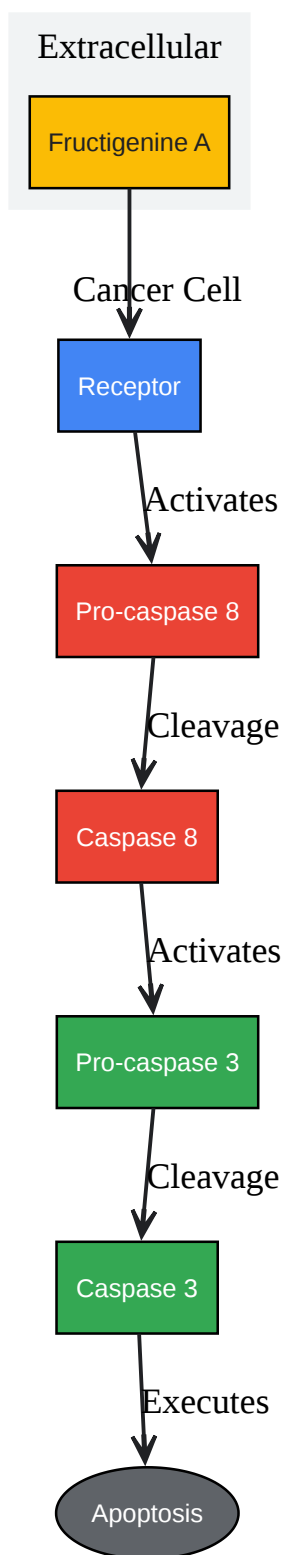 Extracellular
Fructigenine A
Cancer Cell
Receptor
Activates
Pro-caspase 8
Cleavage
Caspase 8
Activates
Pro-caspase 3
Cleavage
Caspase 3
Executes
Apoptosis